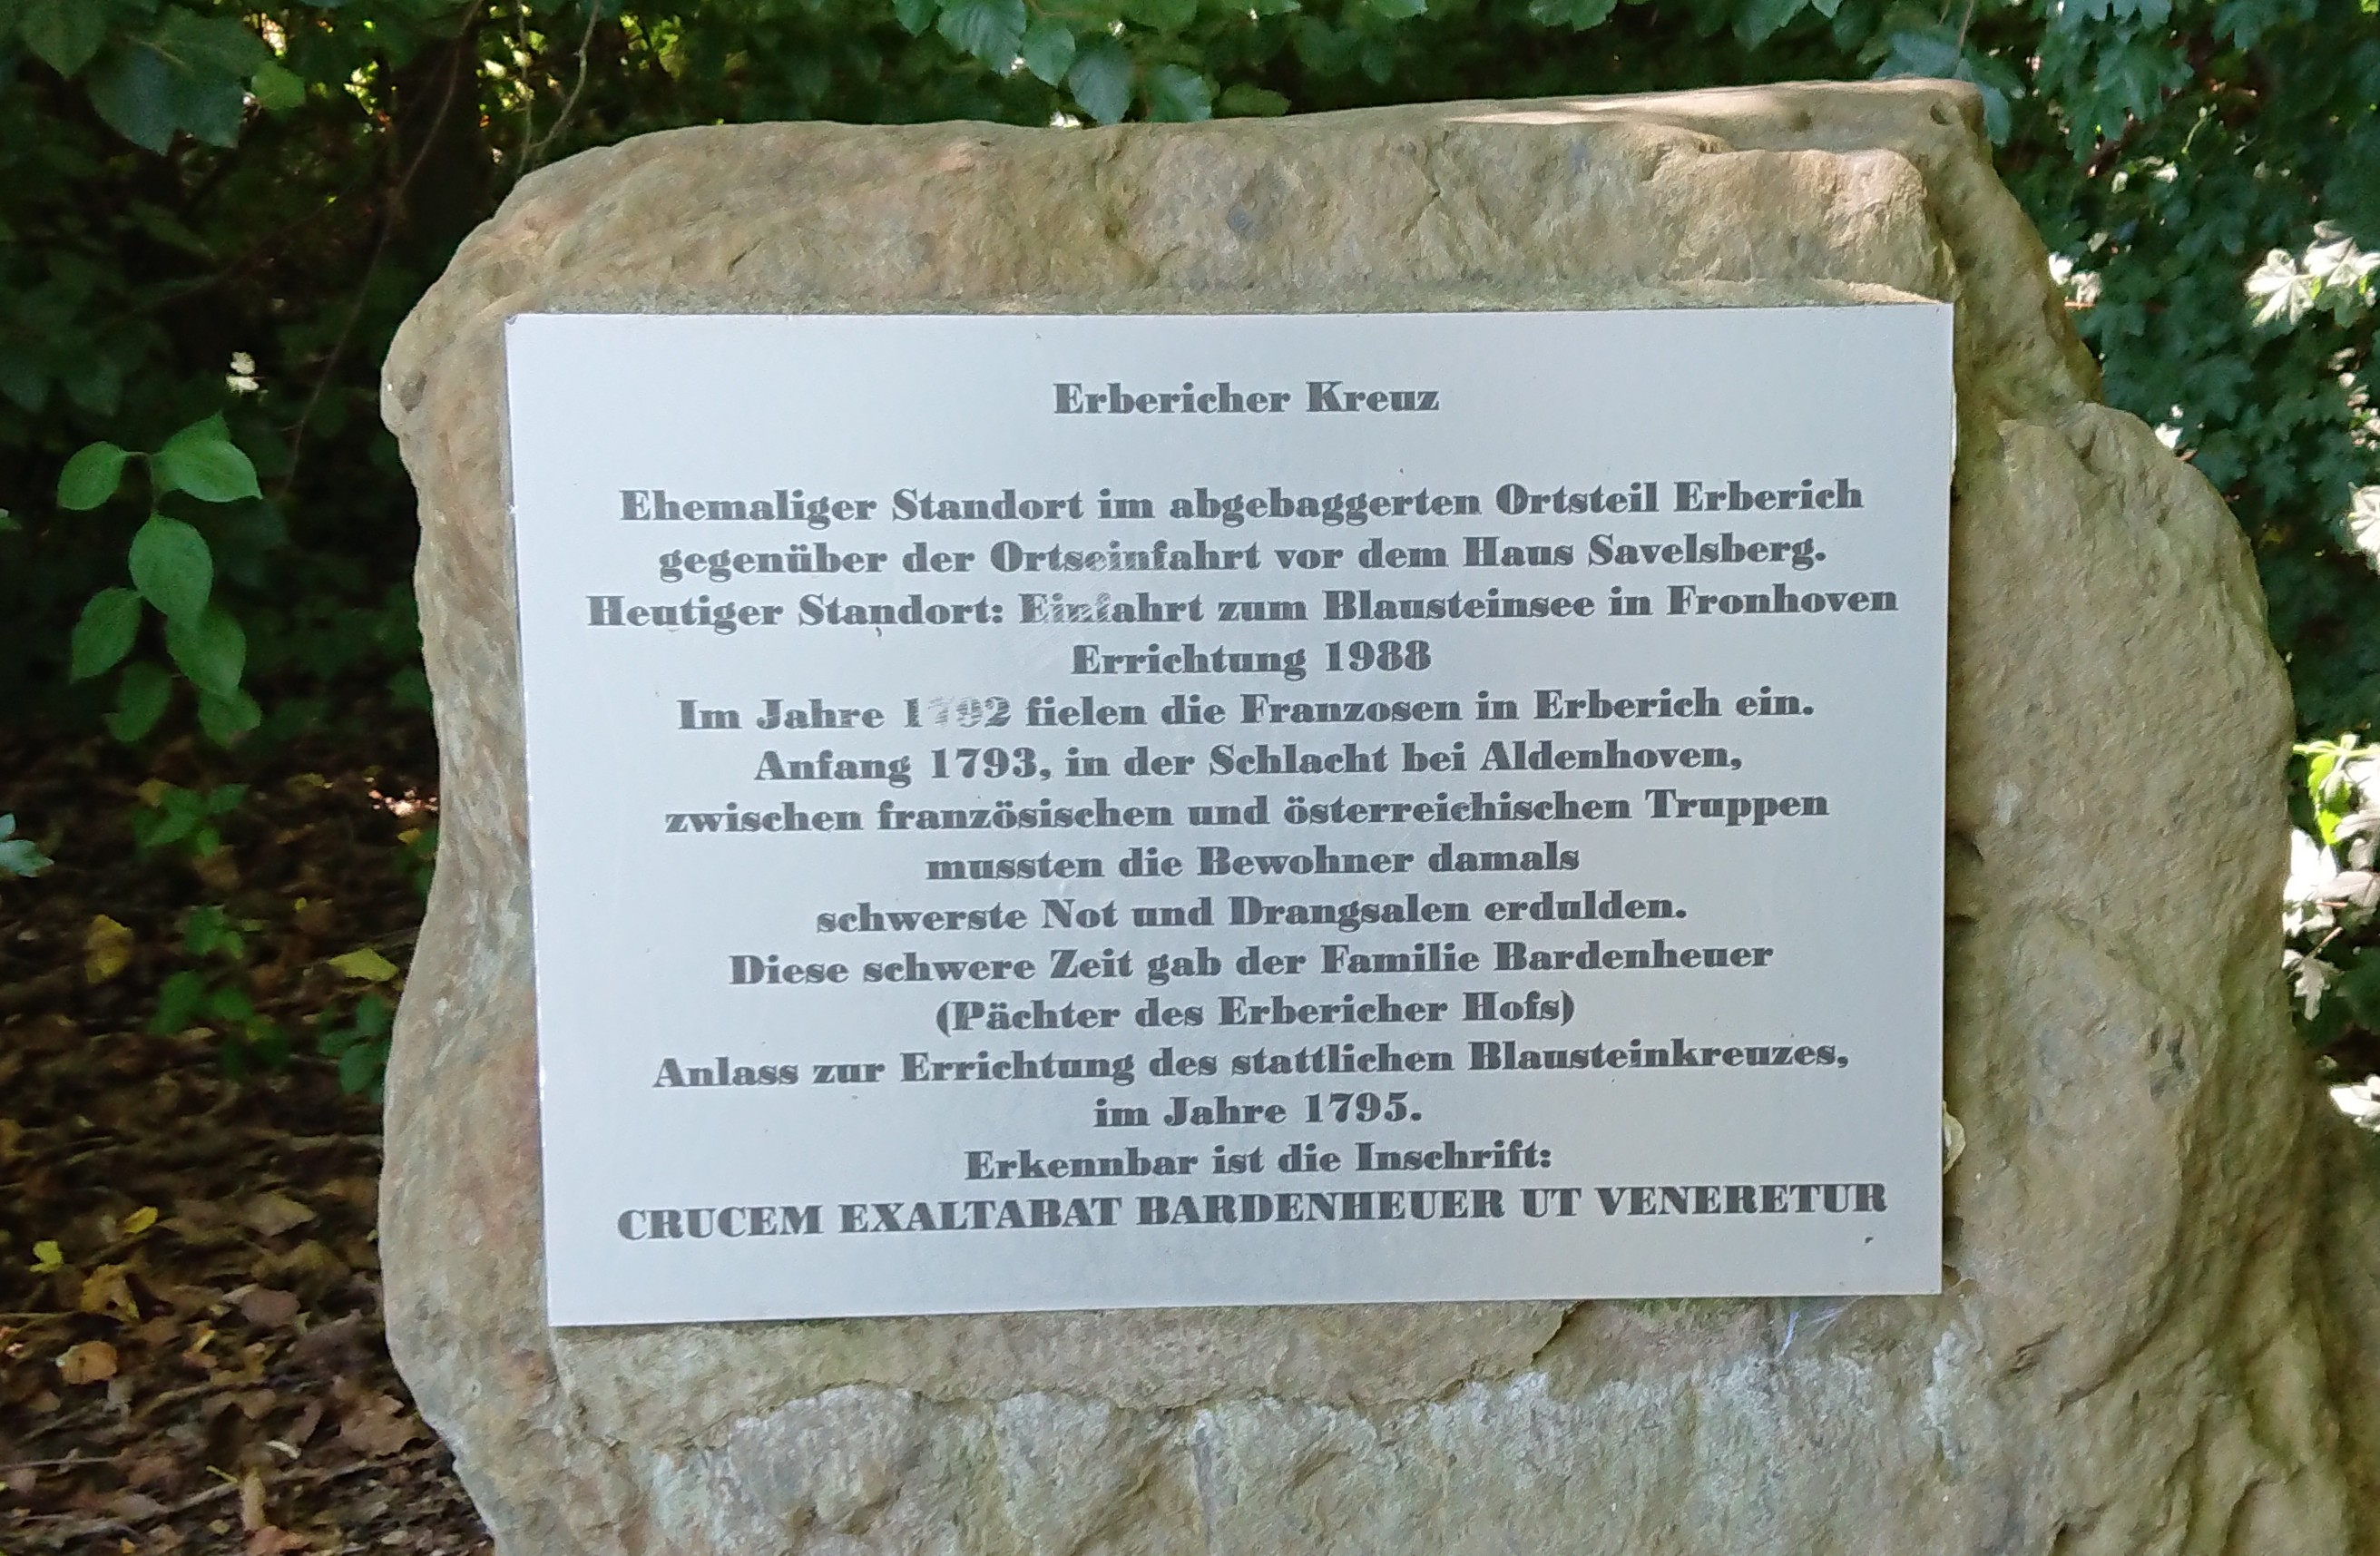 Erbericher Kreuz
Ehemaliger Standort im abgebaggerten Ortsteil Erberich
gegenüber der Ortseinfahrt vor dem Haus Savelsberg.
Heutiger Standort: Einfahrt zum Blausteinsee in Fronhoven
Errichtung 1988
Im Jahre 1792 fielen die Franzosen in Erberich ein.
Anfang 1793, in der Schlacht bei Aldenhoven,
zwischen französischen und österreichischen Truppen
mussten die Bewohner damals
schwerste Not und Drangsalen erdulden.
Diese schwere Zeit gab der Familie Bardenheuer
(Pächter des Erbericher Hofs)
Anlass zur Errichtung des stattlichen Blausteinkreuzes,
im Jahre 1795.
Erkennbar ist die Inschrift:
CRUCEM EXALTABAT BARDENHEUER UT VENERETUR